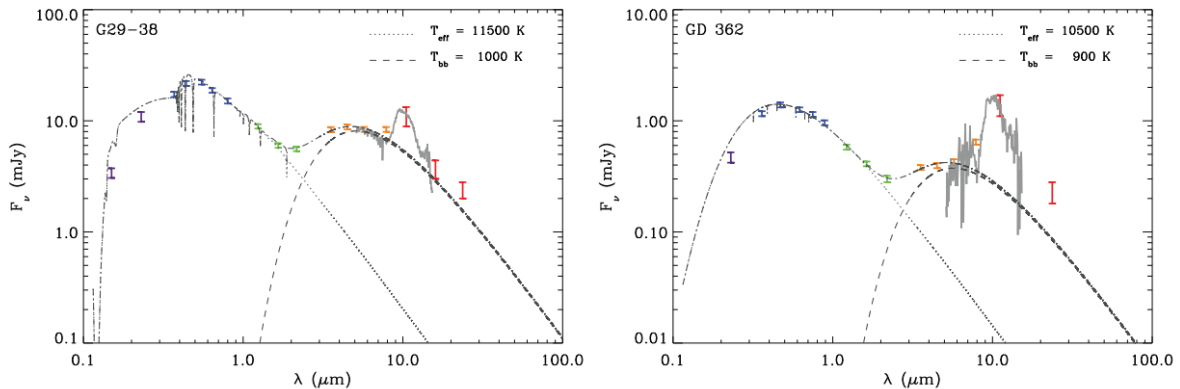 G29−38
T_eff = 11500 K
T_bb = 1000 K
100.0
10.0
1.0
0.1
F_ν (mJy)
0.1 1.0 10.0 100.0
λ (μm)
GD 362
T_eff = 10500 K
T_bb = 900 K
10.00
1.00
0.10
0.01
F_ν (mJy)
0.1 1.0 10.0 100.0
λ (μm)